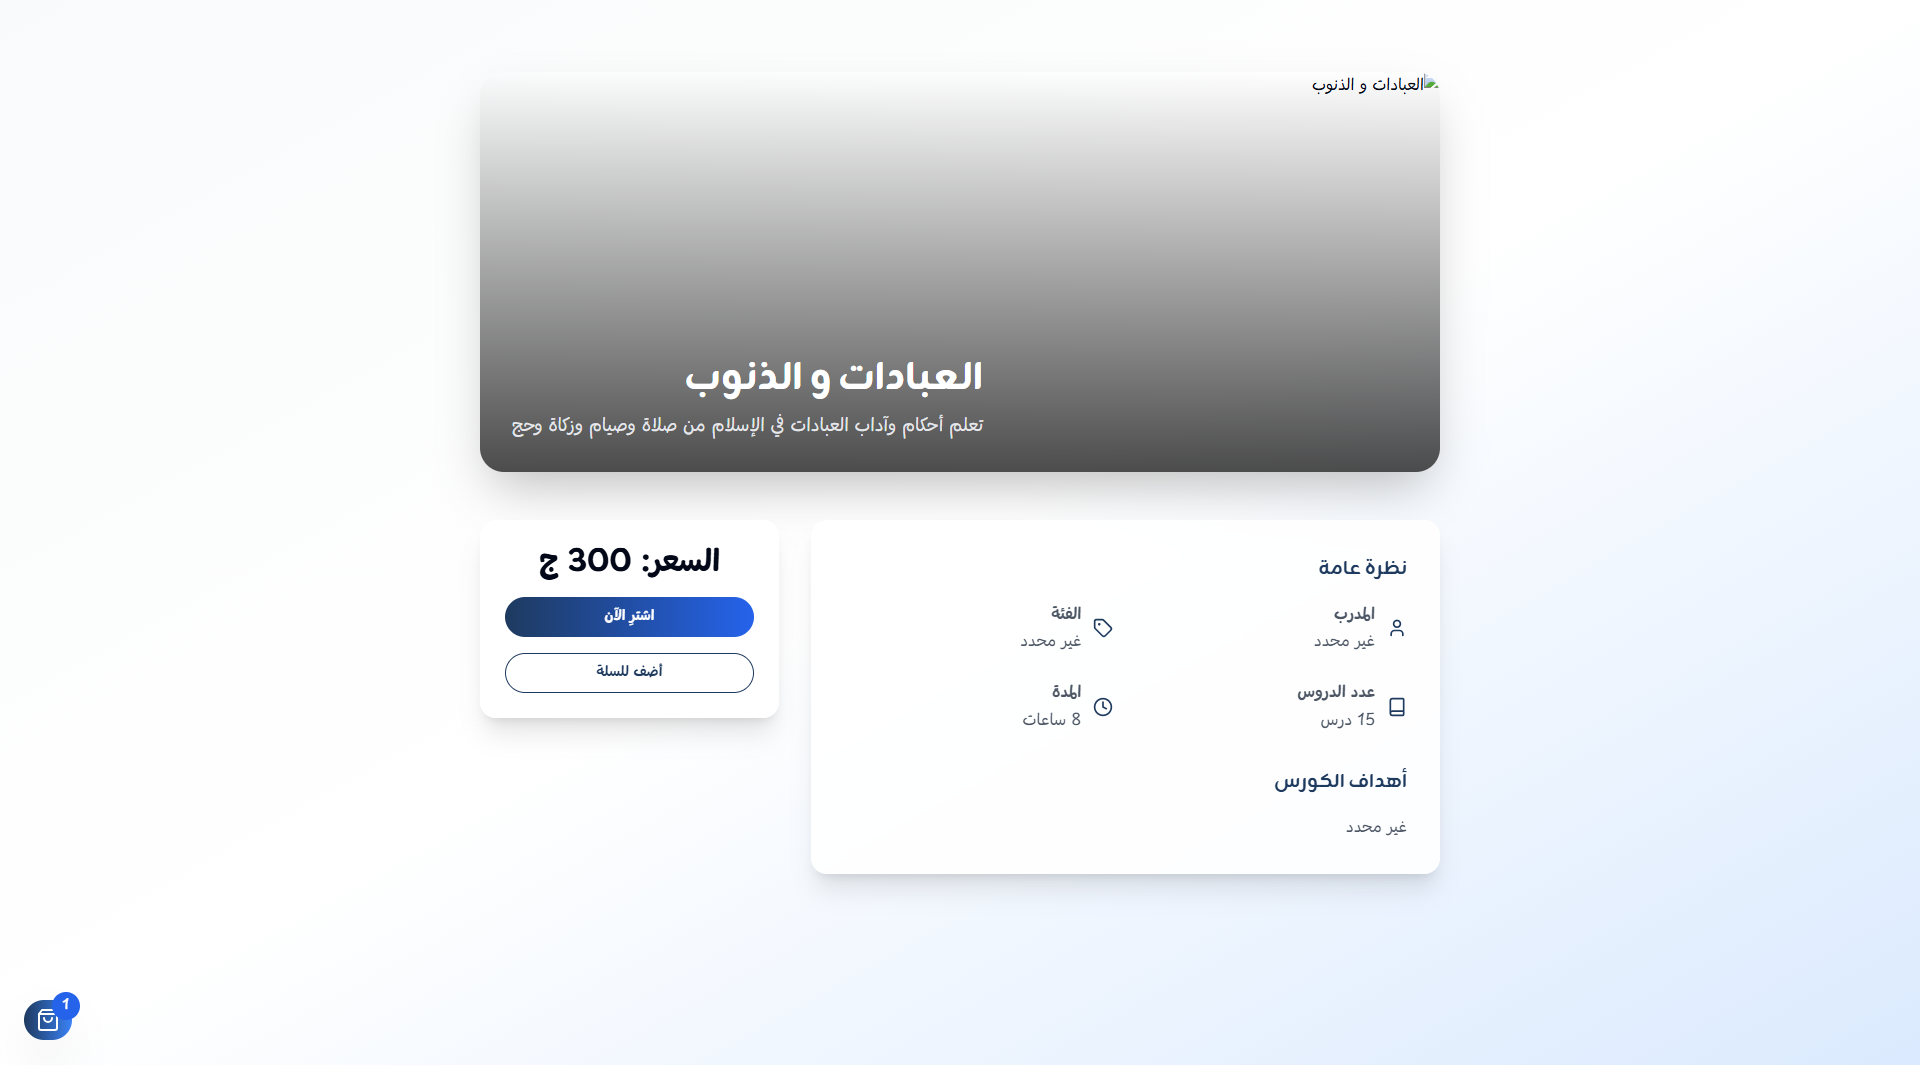 العبادات و الذنوب
العبادات و الذنوب
تعلم أحكام وآداب العبادات في الإسلام من صلاة وصيام وزكاة وحج
نظرة عامة
المدرب
غير محدد
الفئة
غير محدد
عدد الدروس
15 درس
المدة
8 ساعات
أهداف الكورس
غير محدد
السعر: 300 ج
اشترِ الآن
أضف للسلة
1